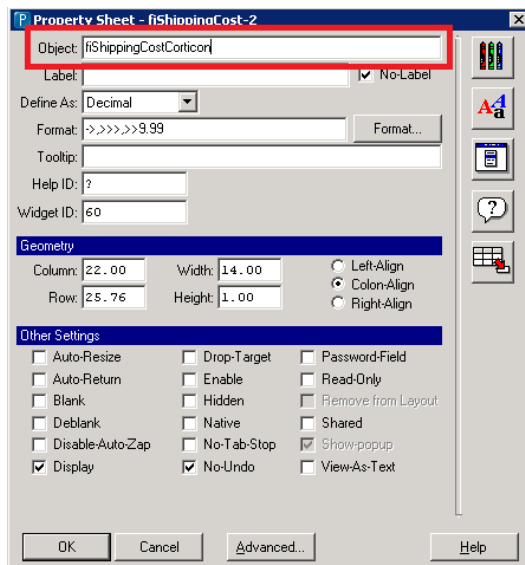 Property Sheet - fiShippingCost-2
Object: fiShippingCostCorticon
Label: No-Label
Define As: Decimal
Format: ->,>>>,>>9.99 Format...
Tooltip:
Help ID: ?
Widget ID: 60
Geometry
Column: 22.00 Width: 14.00 Left-Align
Colon-Align
Row: 25.76 Height: 1.00 Right-Align
Other Settings
Auto-Resize Drop-Target Password-Field
Auto-Return Enable Read-Only
Blank Hidden Remove from Layout
Deblank Native Shared
Disable-Auto-Zap No-Tab-Stop Show-popup
Display No-Undo View-As-Text
OK Cancel Advanced... Help